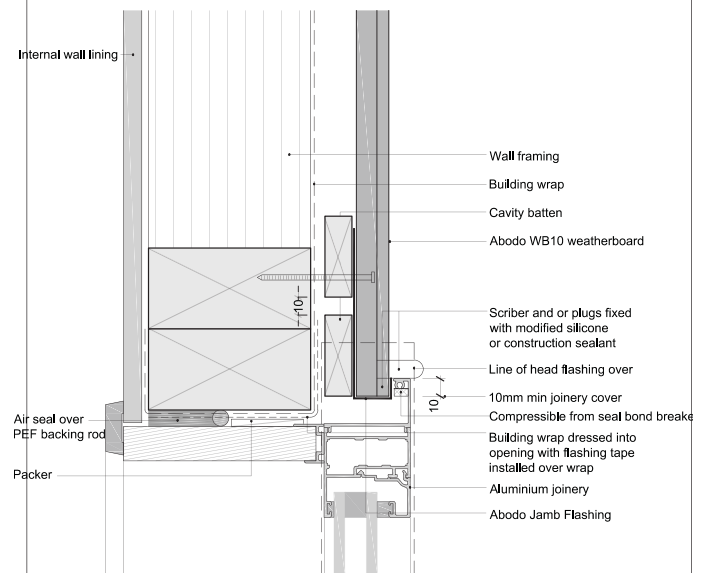 Internal wall lining
Wall framing
Building wrap
Cavity batten
Abodo WB10 weatherboard
10
Scriber and or plugs fixed
with modified silicone
or construction sealant
Line of head flashing over
10mm min joinery cover
10
Compressible from seal bond breake
Air seal over
PEF backing rod
Building wrap dressed into
opening with flashing tape
installed over wrap
Packer
Aluminium joinery
Abodo Jamb Flashing